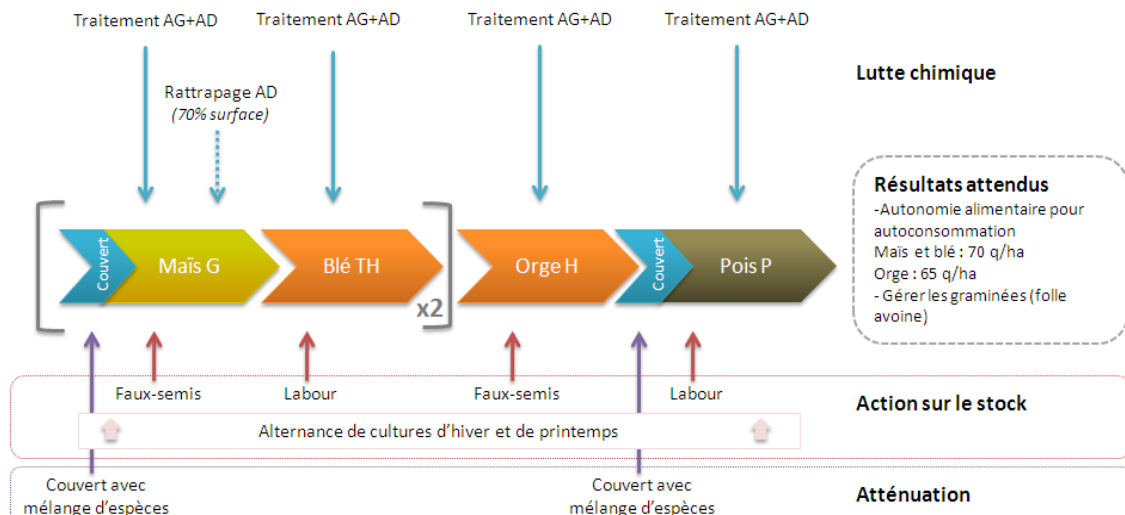 Traitement AG+AD
Traitement AG+AD
Traitement AG+AD
Traitement AG+AD
Lutte chimique
Rattrapage AD
(70% surface)
Résultats attendus
-Autonomie alimentaire pour
autoconsommation
Maïs et blé : 70 q/ha
Orge : 65 q/ha
- Gérer les graminées (folle
avoine)
Couvert
Maïs G
Blé TH
x2
Orge H
Couvert
Pois P
Faux-semis
Labour
Faux-semis
Labour
Action sur le stock
Alternance de cultures d’hiver et de printemps
Couvert avec
mélange d’espèces
Couvert avec
mélange d’espèces
Atténuation